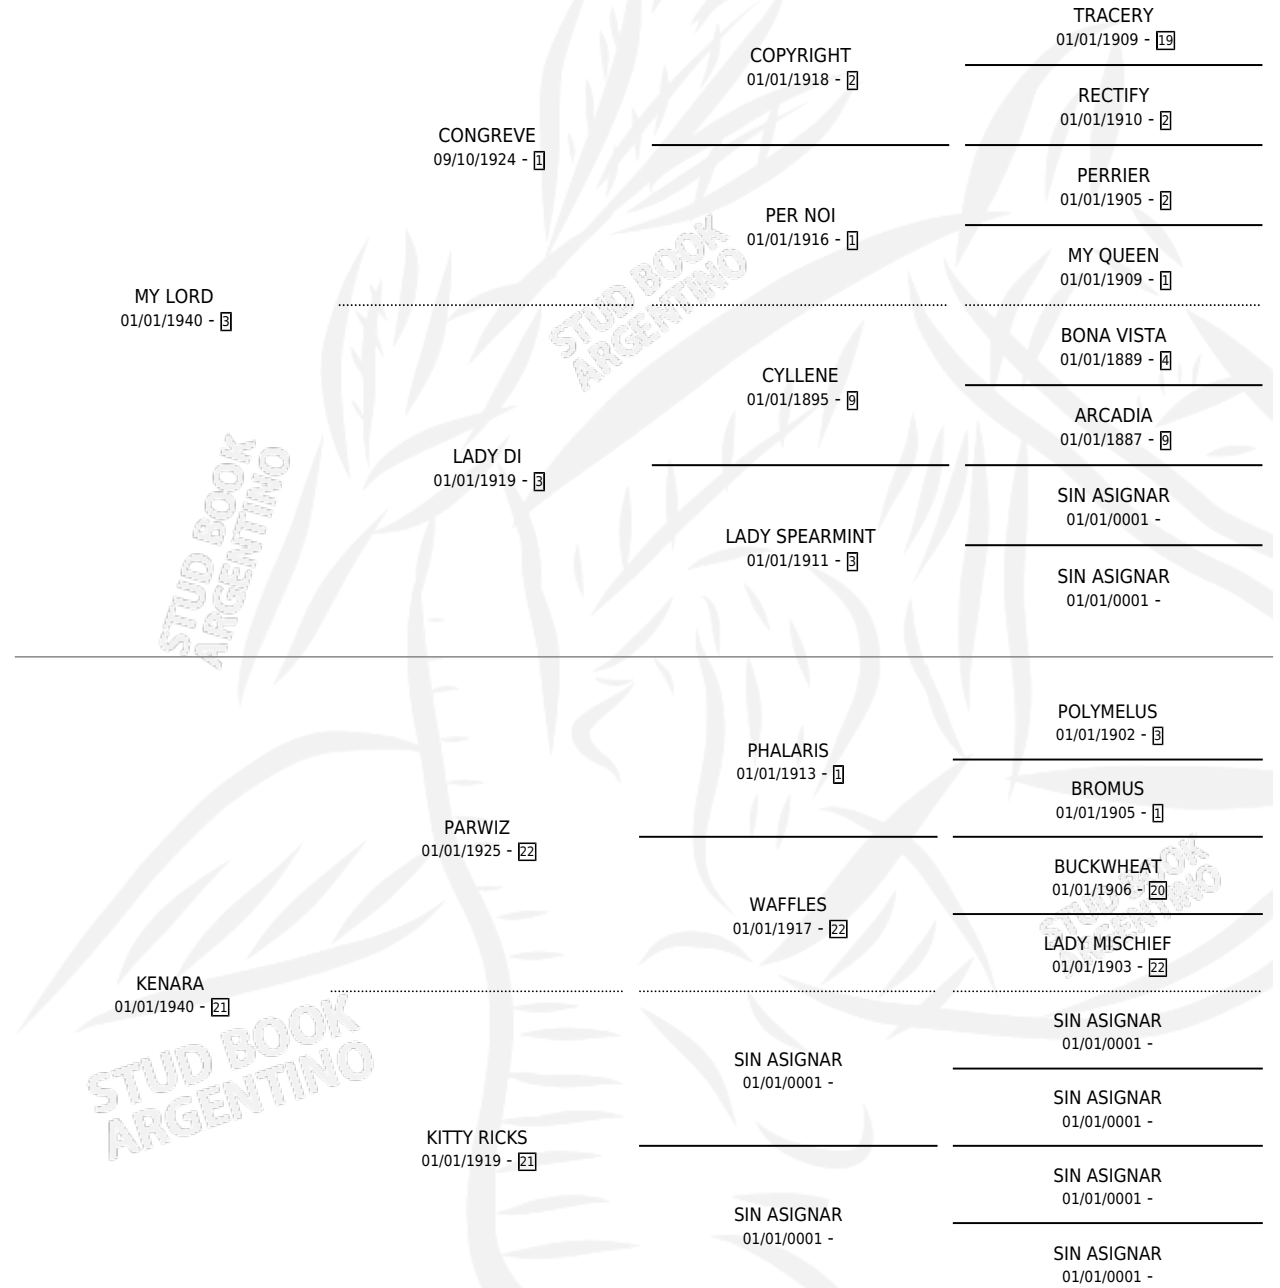 TRACERY
01/01/1909 - 19
COPYRIGHT
01/01/1918 - 2
RECTIFY
01/01/1910 - 2
CONGREVE
09/10/1924 - 1
PERRIER
01/01/1905 - 2
PER NOI
01/01/1916 - 1
MY QUEEN
01/01/1909 - 1
MY LORD
01/01/1940 - 3
STUD BOOK
ARGENTINO
BONA VISTA
01/01/1889 - 4
CYLLENE
01/01/1895 - 9
ARCADIA
01/01/1887 - 9
LADY DI
01/01/1919 - 3
SIN ASIGNAR
01/01/0001 -
LADY SPEARMINT
01/01/1911 - 3
SIN ASIGNAR
01/01/0001 -
STUD BOOK
ARGENTINO
POLYMELUS
01/01/1902 - 3
PHALARIS
01/01/1913 - 1
BROMUS
01/01/1905 - 1
PARWIZ
01/01/1925 - 22
BUCKWHEAT
01/01/1906 - 20
WAFFLES
01/01/1917 - 22
STUD BOOK
ARGENTINO
LADY MISCHIEF
01/01/1903 - 22
KENARA
01/01/1940 - 21
SIN ASIGNAR
01/01/0001 -
SIN ASIGNAR
01/01/0001 -
STUD BOOK
ARGENTINO
SIN ASIGNAR
01/01/0001 -
KITTY RICKS
01/01/1919 - 21
SIN ASIGNAR
01/01/0001 -
SIN ASIGNAR
01/01/0001 -
SIN ASIGNAR
01/01/0001 -